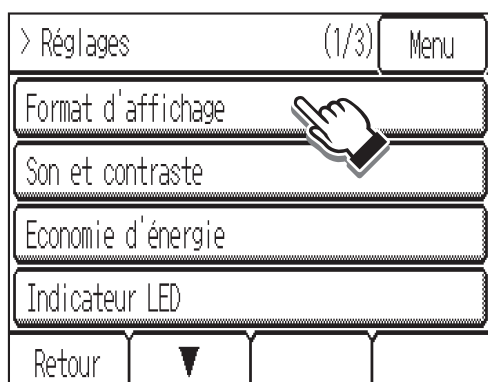 > Réglages (1/3) Menu
Format d'affichage
Son et contraste
Economie d'énergie
Indicateur LED
Retour ▼